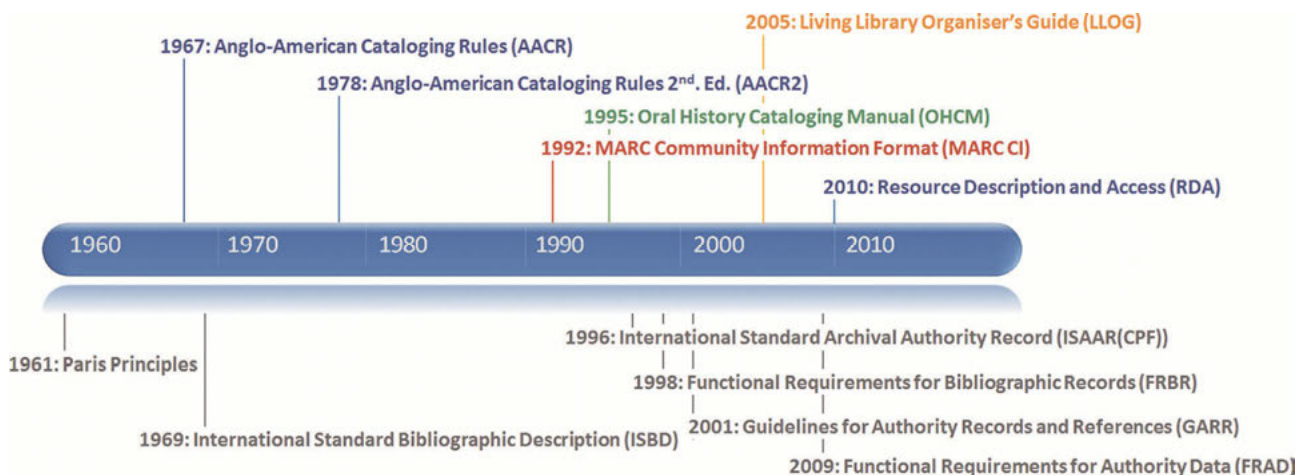 2005: Living Library Organiser's Guide (LLOG)
1967: Anglo-American Cataloging Rules (AACR)
1978: Anglo-American Cataloging Rules 2nd. Ed. (AACR2)
1995: Oral History Cataloging Manual (OHCM)
1992: MARC Community Information Format (MARC CI)
2010: Resource Description and Access (RDA)
1960 1970 1980 1990 2000 2010
1996: International Standard Archival Authority Record (ISAAR(CPF))
1961: Paris Principles
1998: Functional Requirements for Bibliographic Records (FRBR)
2001: Guidelines for Authority Records and References (GARR)
1969: International Standard Bibliographic Description (ISBD)
2009: Functional Requirements for Authority Data (FRAD)